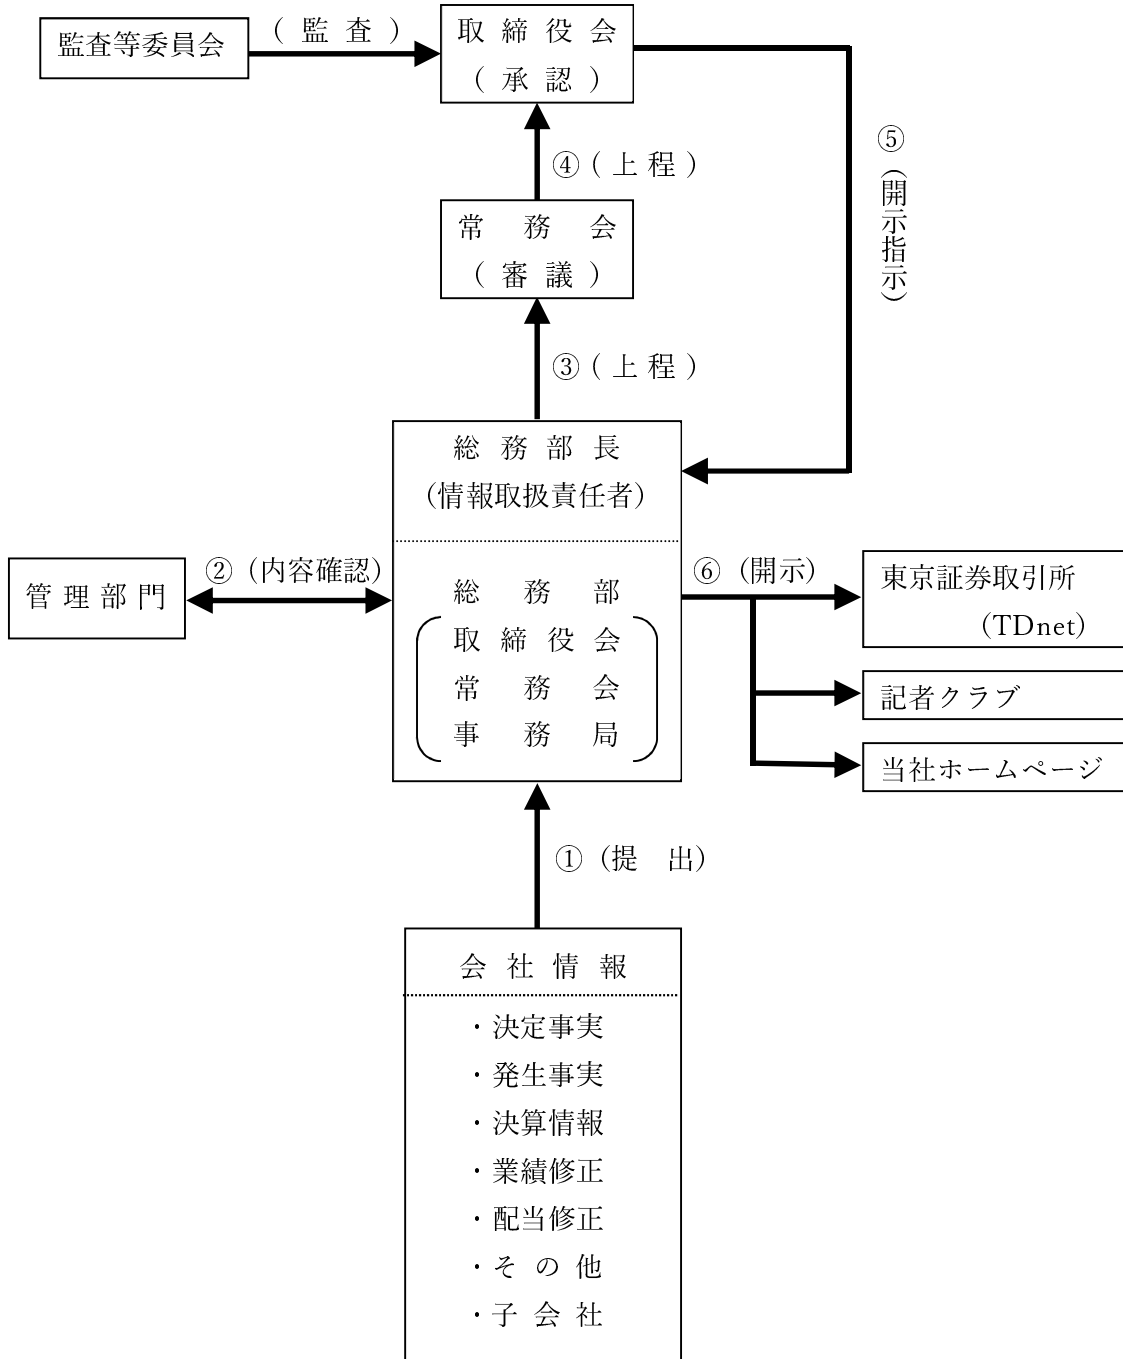 監査等委員会
(監査)
取締役会
(承認)
④(上程)
⑤(開示指示)
常務会
(審議)
③(上程)
総務部長
(情報取扱責任者)
管理部門
②(内容確認)
総務部
取締役会
常務会
事務局
⑥(開示)
東京証券取引所
(TDnet)
記者クラブ
当社ホームページ
①(提 出)
会社情報
・決定事実
・発生事実
・決算情報
・業績修正
・配当修正
・その他
・子会社